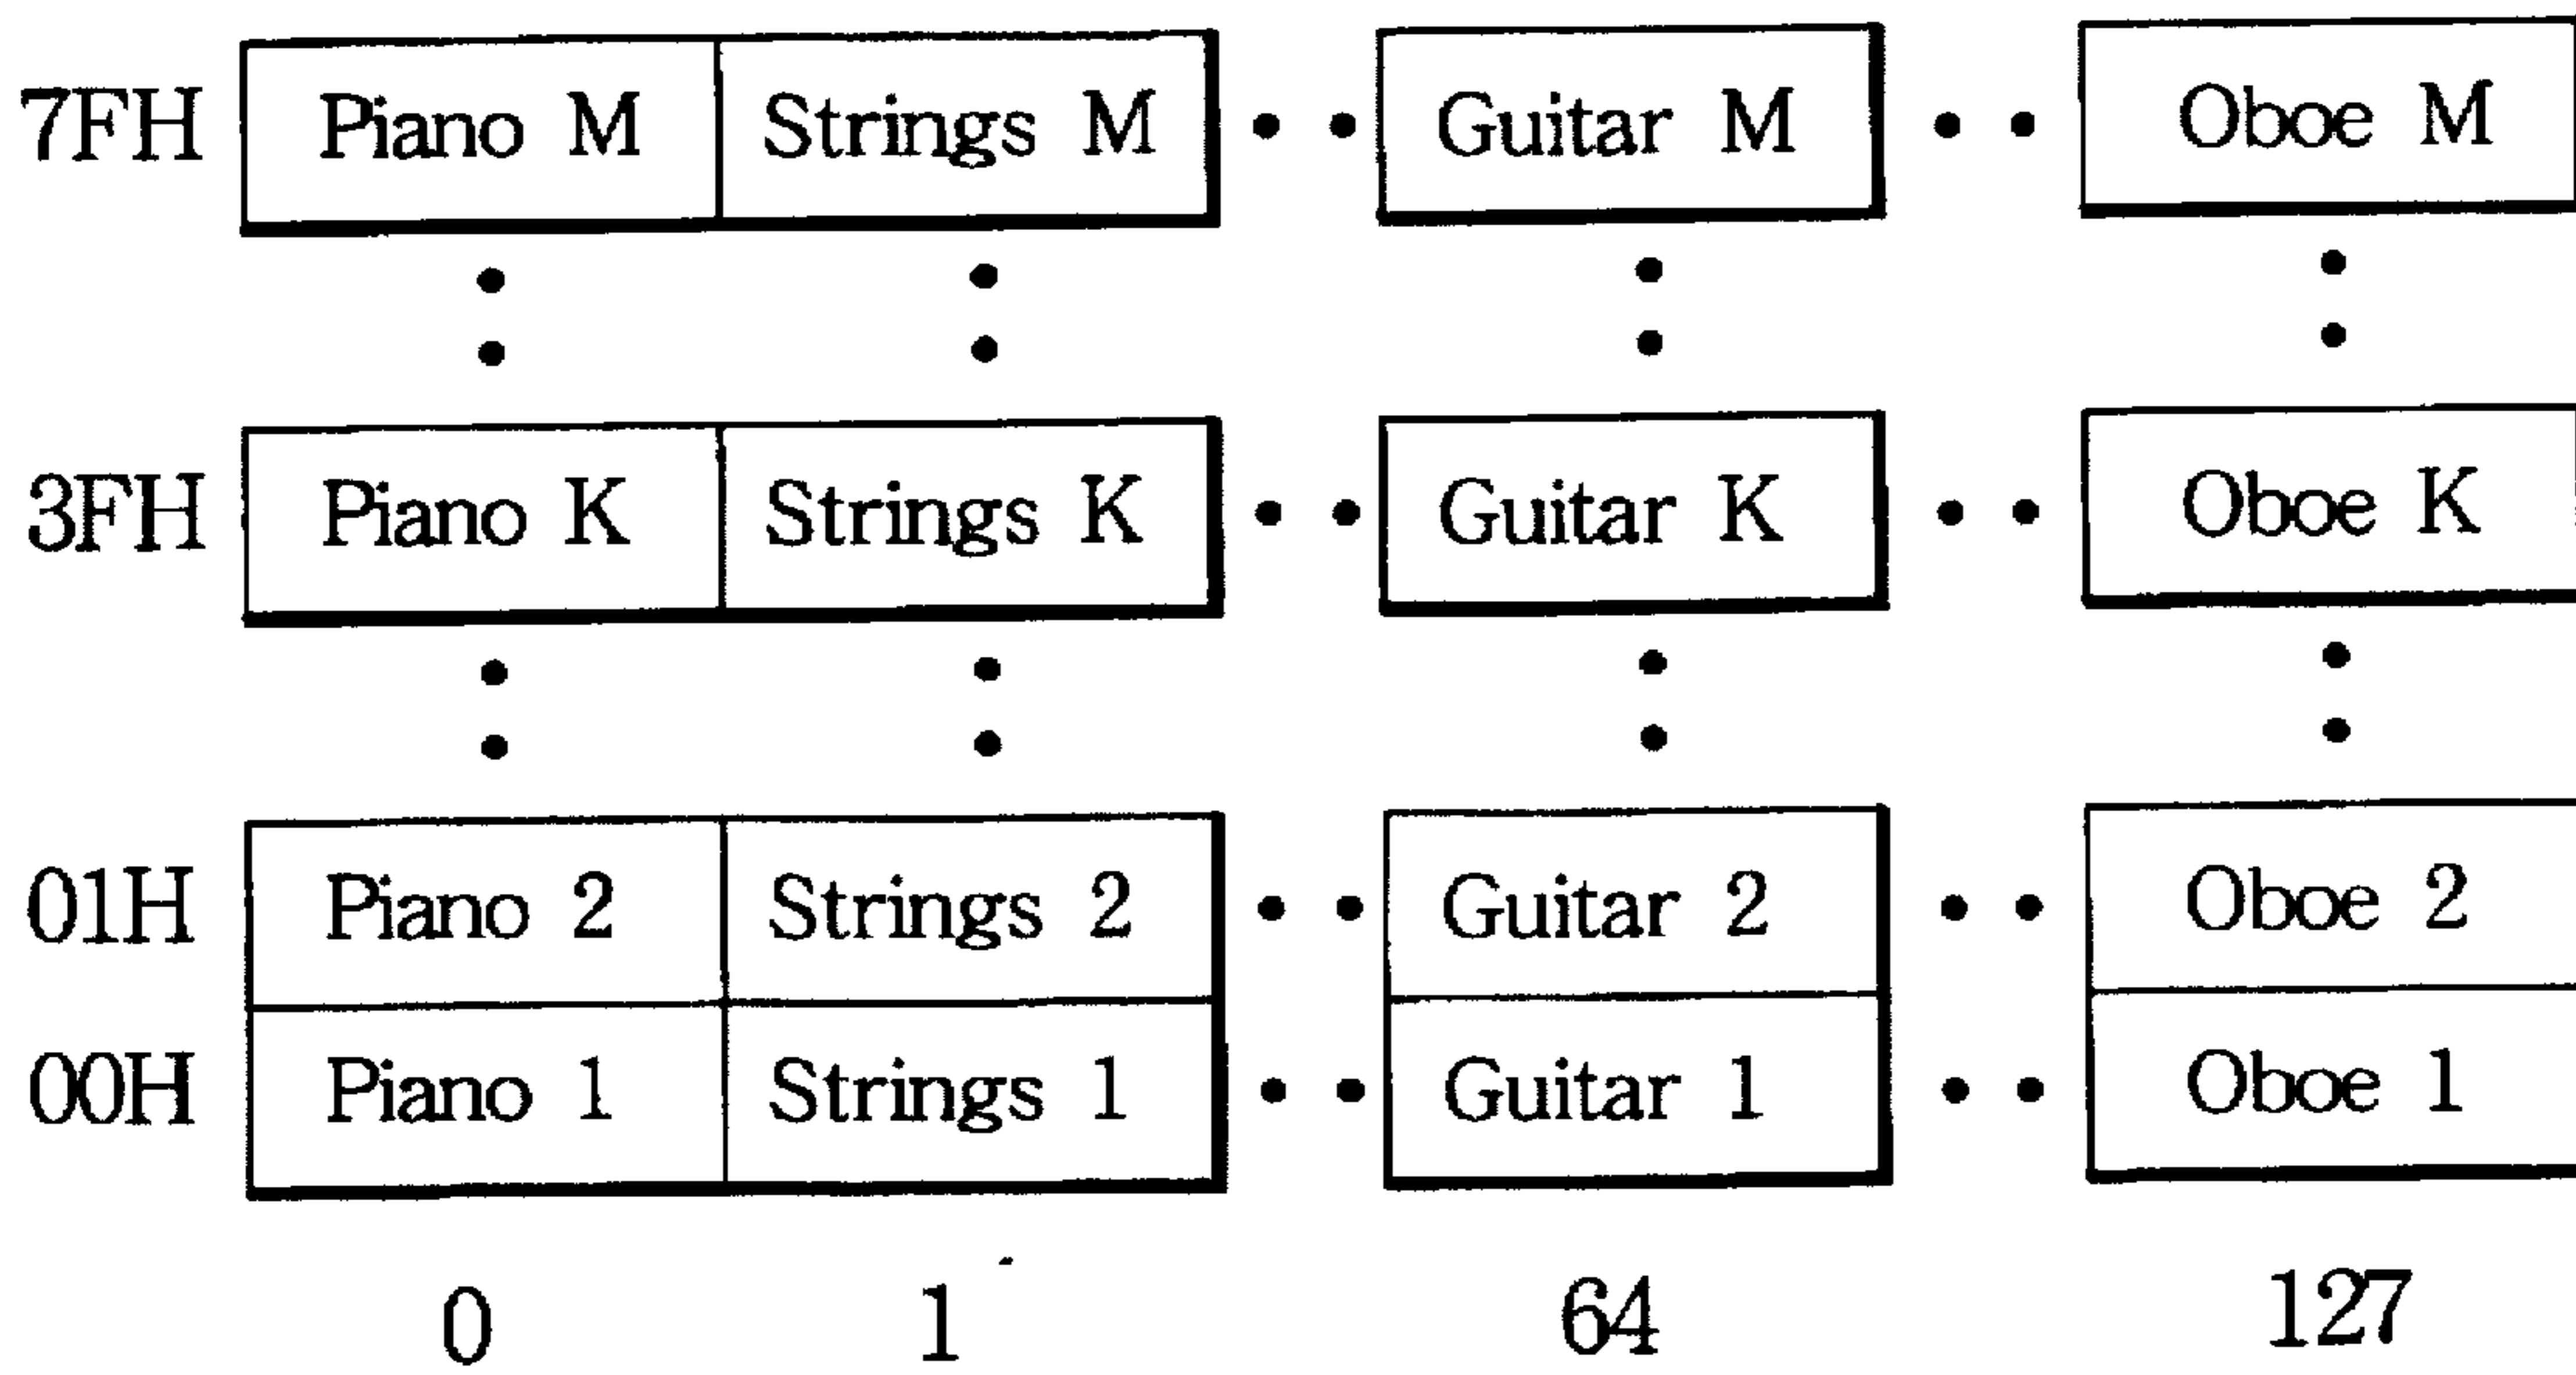 7FH Piano M Strings M Guitar M Oboe M
3FH Piano K Strings K Guitar K Oboe K
01H Piano 2 Strings 2 Guitar 2 Oboe 2
00H Piano 1 Strings 1 Guitar 1 Oboe 1
0 1 64 127